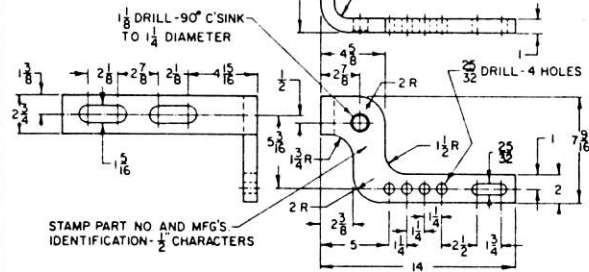 1 1/8 DRILL-90° C'SINK
TO 1 1/4 DIAMETER
1
4 5/8
2 7/8
25/32 DRILL-4 HOLES
1 3/8
2 1/8
2 7/8
2 1/8
4 15/16
1/2
2 R
2 3/4
1 5/16
5 3/16
1 3/4 R
1 1/2 R
25/32
1
7 9/16
2
2 R
STAMP PART NO. AND MFG'S.
IDENTIFICATION-1/2" CHARACTERS
2 3/8
5
1 1/4
1 1/4
1 1/4
2 1/2
1 3/4
14